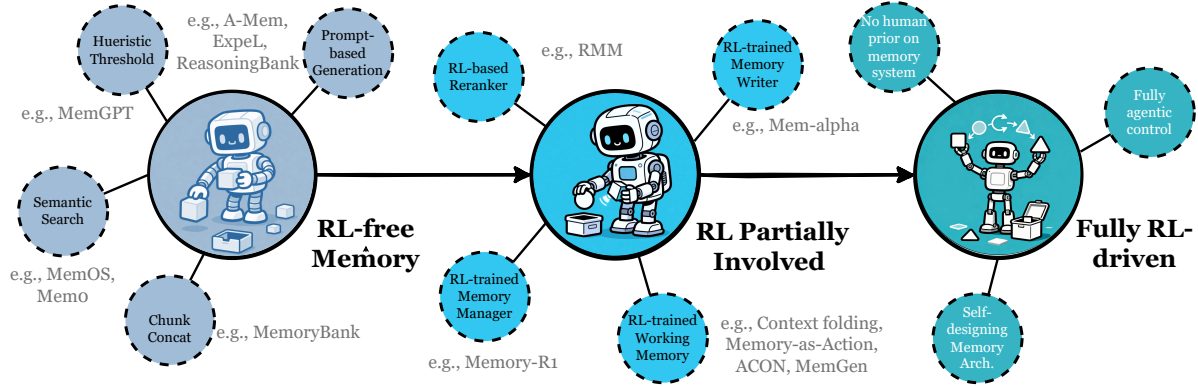 Hueristic
Threshold
e.g., A-Mem,
ExpeL,
ReasoningBank
Prompt-
based
Generation
e.g., MemGPT
Semantic
Search
e.g., MemOS,
Mem0
Chunk
Concat
e.g., MemoryBank
RL-free
Memory
RL-based
Reranker
e.g., RMM
RL-trained
Memory
Writer
e.g., Mem-alpha
RL-trained
Memory
Manager
e.g., Memory-R1
RL-trained
Working
Memory
e.g., Context folding,
Memory-as-Action,
ACON, MemGen
RL Partially
Involved
No human
prior on
memory
system
Fully
agentic
control
Self-
designing
Memory
Arch.
Fully RL-
driven